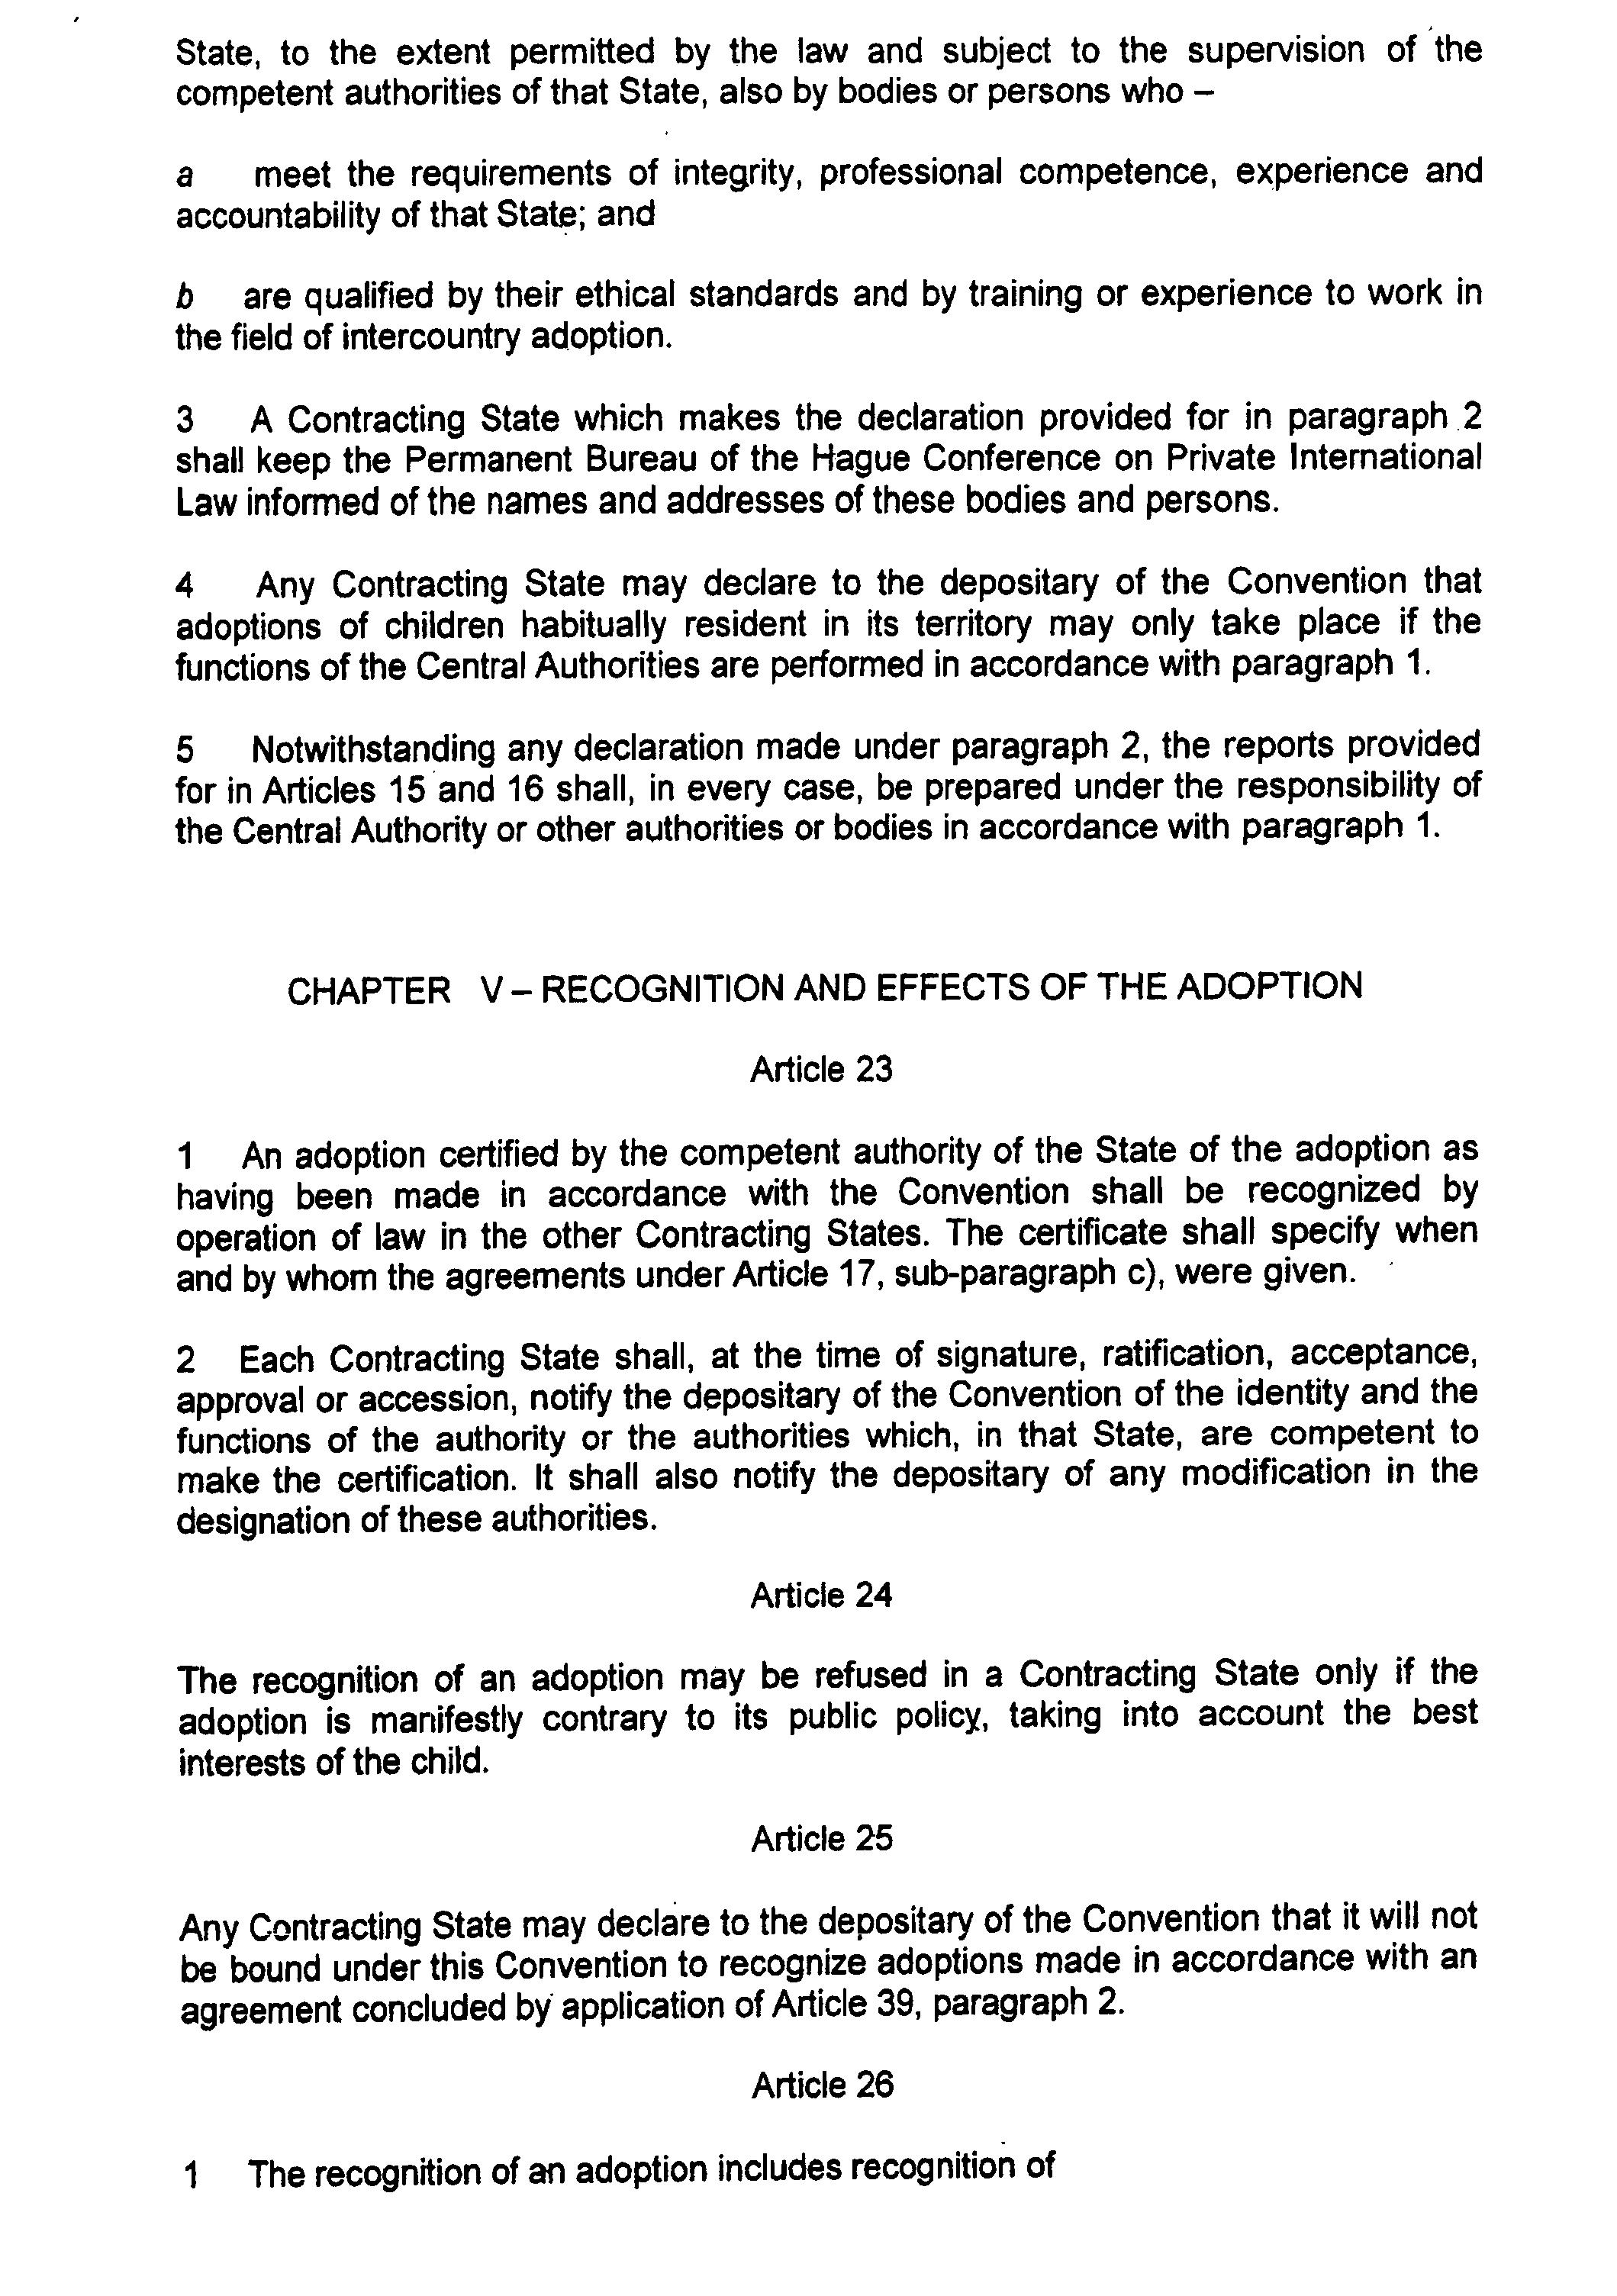 State, to the extent permitted by the law and subject to the supervision of the
competent authorities of that State, also by bodies or persons who –
a meet the requirements of integrity, professional competence, experience and
accountability of that State; and
b are qualified by their ethical standards and by training or experience to work in
the field of intercountry adoption.
3 A Contracting State which makes the declaration provided for in paragraph 2
shall keep the Permanent Bureau of the Hague Conference on Private International
Law informed of the names and addresses of these bodies and persons.
4 Any Contracting State may declare to the depositary of the Convention that
adoptions of children habitually resident in its territory may only take place if the
functions of the Central Authorities are performed in accordance with paragraph 1.
5 Notwithstanding any declaration made under paragraph 2, the reports provided
for in Articles 15 and 16 shall, in every case, be prepared under the responsibility of
the Central Authority or other authorities or bodies in accordance with paragraph 1.
CHAPTER V – RECOGNITION AND EFFECTS OF THE ADOPTION
Article 23
1 An adoption certified by the competent authority of the State of the adoption as
having been made in accordance with the Convention shall be recognized by
operation of law in the other Contracting States. The certificate shall specify when
and by whom the agreements under Article 17, sub-paragraph c), were given.
2 Each Contracting State shall, at the time of signature, ratification, acceptance,
approval or accession, notify the depositary of the Convention of the identity and the
functions of the authority or the authorities which, in that State, are competent to
make the certification. It shall also notify the depositary of any modification in the
designation of these authorities.
Article 24
The recognition of an adoption may be refused in a Contracting State only if the
adoption is manifestly contrary to its public policy, taking into account the best
interests of the child.
Article 25
Any Contracting State may declare to the depositary of the Convention that it will not
be bound under this Convention to recognize adoptions made in accordance with an
agreement concluded by application of Article 39, paragraph 2.
Article 26
1 The recognition of an adoption includes recognition of